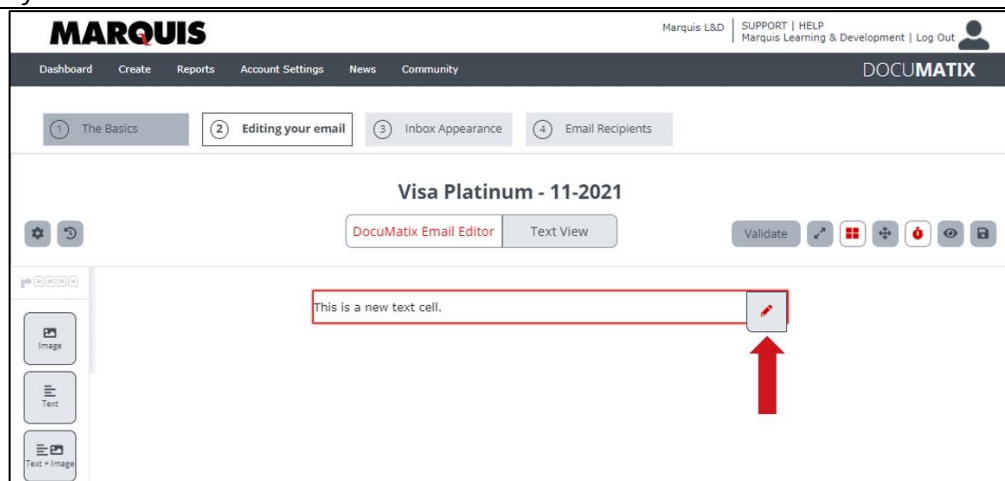 MARQUIS
Marquis L&D
SUPPORT | HELP
Marquis Learning & Development | Log Out
Dashboard Create Reports Account Settings News Community
DOCUMATIX
1 The Basics
2 Editing your email
3 Inbox Appearance
4 Email Recipients
Visa Platinum - 11-2021
DocuMatix Email Editor Text View
Validate
This is a new text cell.
Image
Text
Text + Image